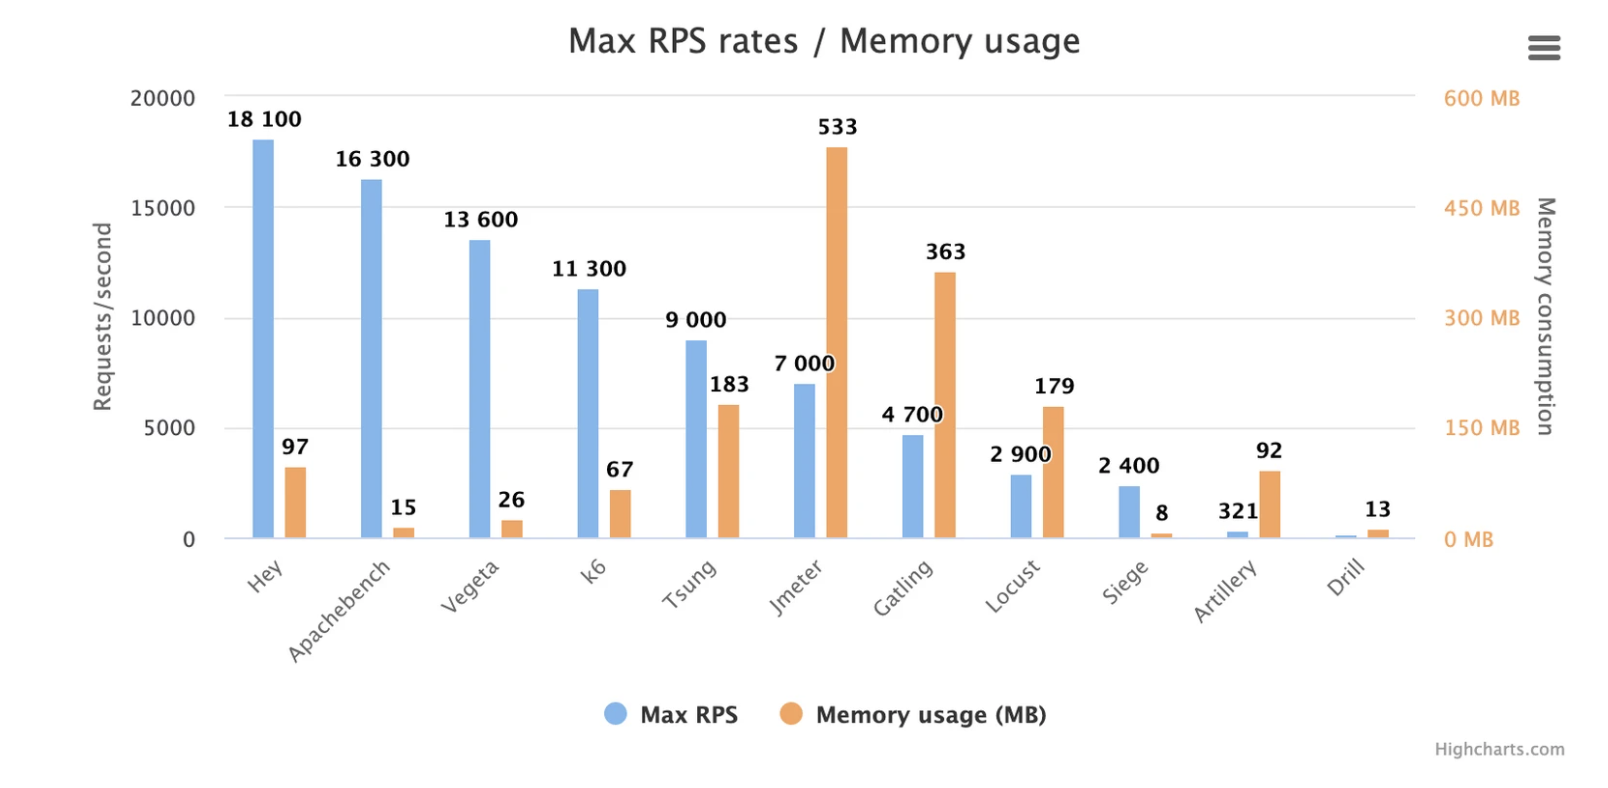 Max RPS rates / Memory usage
20000
600 MB
18 100
533
16 300
15000
450 MB
13 600
363
11 300
10000
300 MB
9 000
7 000
183
179
4 700
5000
150 MB
97
2 900
92
67
2 400
15
26
8
321
13
0
0 MB
Requests/second
Memory consumption
Hey
Apachebench
Vegeta
k6
Tsung
Jmeter
Gatling
Locust
Siege
Artillery
Drill
Max RPS
Memory usage (MB)
Highcharts.com